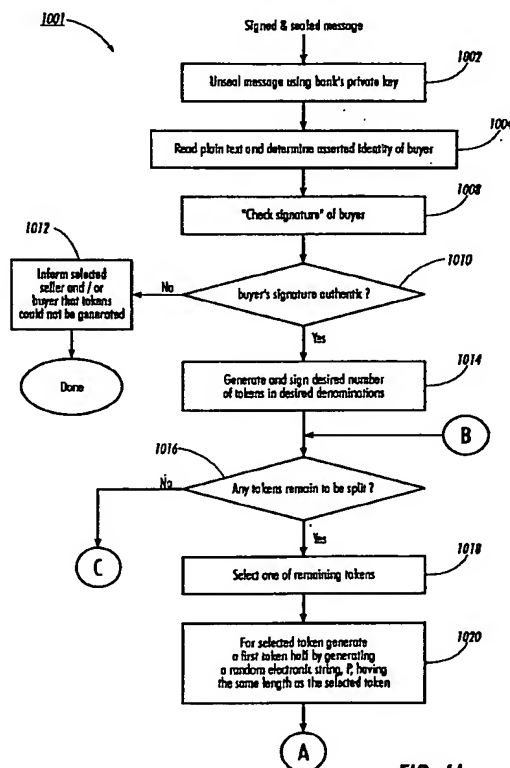 1001
Signed & sealed message
1002
Unseal message using bank's private key
1004
Read plain text and determine asserted identity of buyer
1008
"Check signature" of buyer
1012
Inform selected
seller and / or
buyer that tokens
could not be generated
No
buyer's signature authentic ?
1010
Yes
Done
Generate and sign desired number
of tokens in desired denominations
1014
B
1016
Any tokens remain to be split ?
No
Yes
C
Select one of remaining tokens
1018
For selected token generate
a first token half by generating
a random electronic string, P, having
the same length as the selected token
1020
A